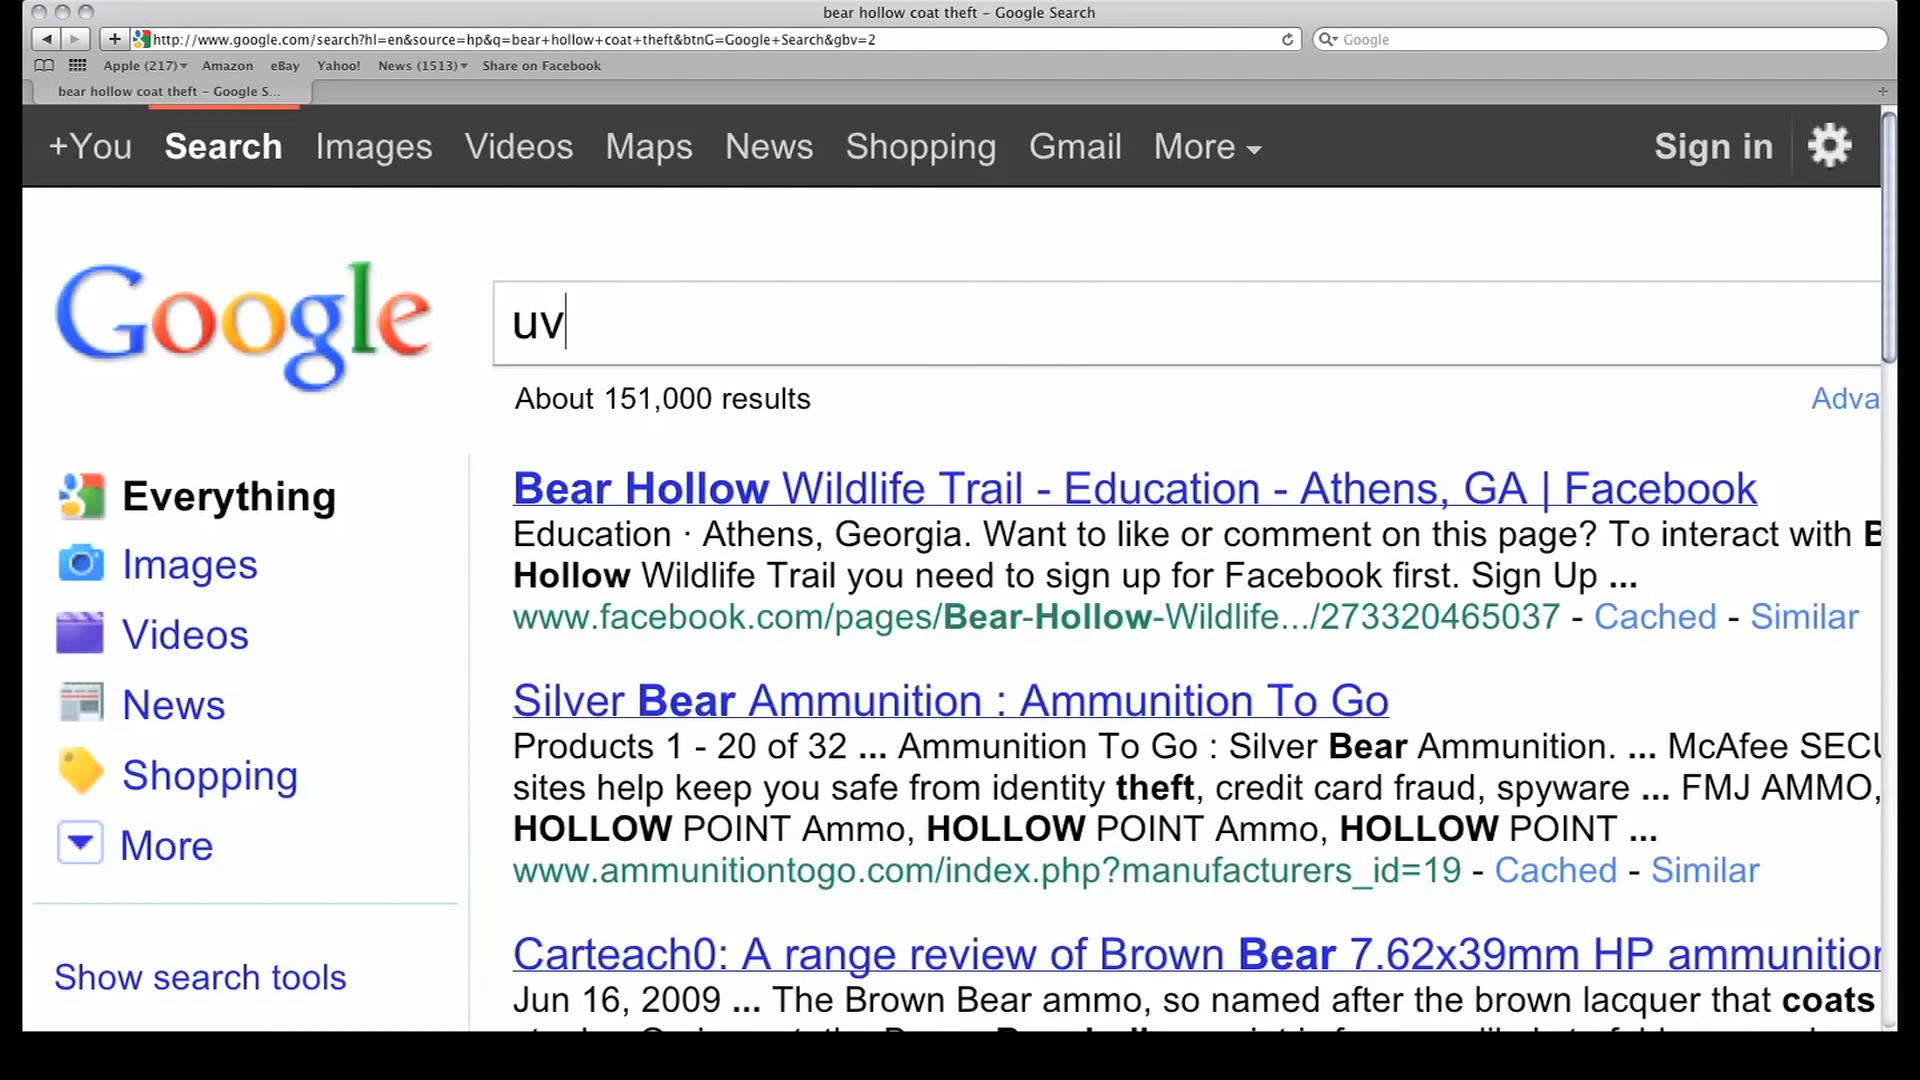 bear hollow coat theft – Google Search
http://www.google.com/search?hl=en&source=hp&q=bear+hollow+coat+theft&btnG=Google+Search&gbv=2
Google
Apple (217) Amazon eBay Yahoo! News (1513) Share on Facebook
bear hollow coat theft – Google S...
+You Search Images Videos Maps News Shopping Gmail More Sign in
Google
uv
About 151,000 results
Adva
Everything
Images
Videos
News
Shopping
More
Show search tools
Bear Hollow Wildlife Trail - Education - Athens, GA | Facebook
Education · Athens, Georgia. Want to like or comment on this page? To interact with B
Hollow Wildlife Trail you need to sign up for Facebook first. Sign Up ...
www.facebook.com/pages/Bear-Hollow-Wildlife.../273320465037 - Cached - Similar
Silver Bear Ammunition : Ammunition To Go
Products 1 - 20 of 32 ... Ammunition To Go : Silver Bear Ammunition. ... McAfee SECU
sites help keep you safe from identity theft, credit card fraud, spyware ... FMJ AMMO,
HOLLOW POINT Ammo, HOLLOW POINT Ammo, HOLLOW POINT ...
www.ammunitiontogo.com/index.php?manufacturers_id=19 - Cached - Similar
Carteach0: A range review of Brown Bear 7.62x39mm HP ammunition
Jun 16, 2009 ... The Brown Bear ammo, so named after the brown lacquer that coats